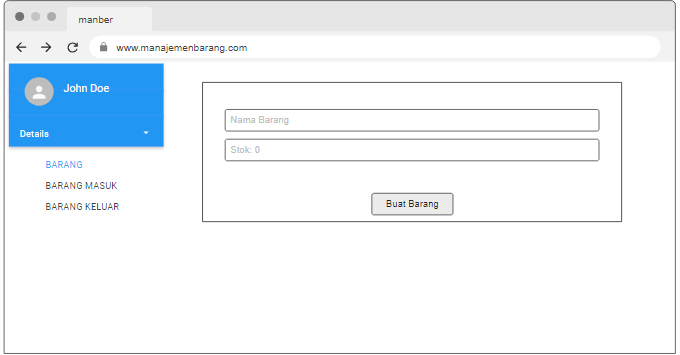 manber
www.manajemenbarang.com
John Doe
Details
BARANG
BARANG MASUK
BARANG KELUAR
Nama Barang
Stok: 0
Buat Barang